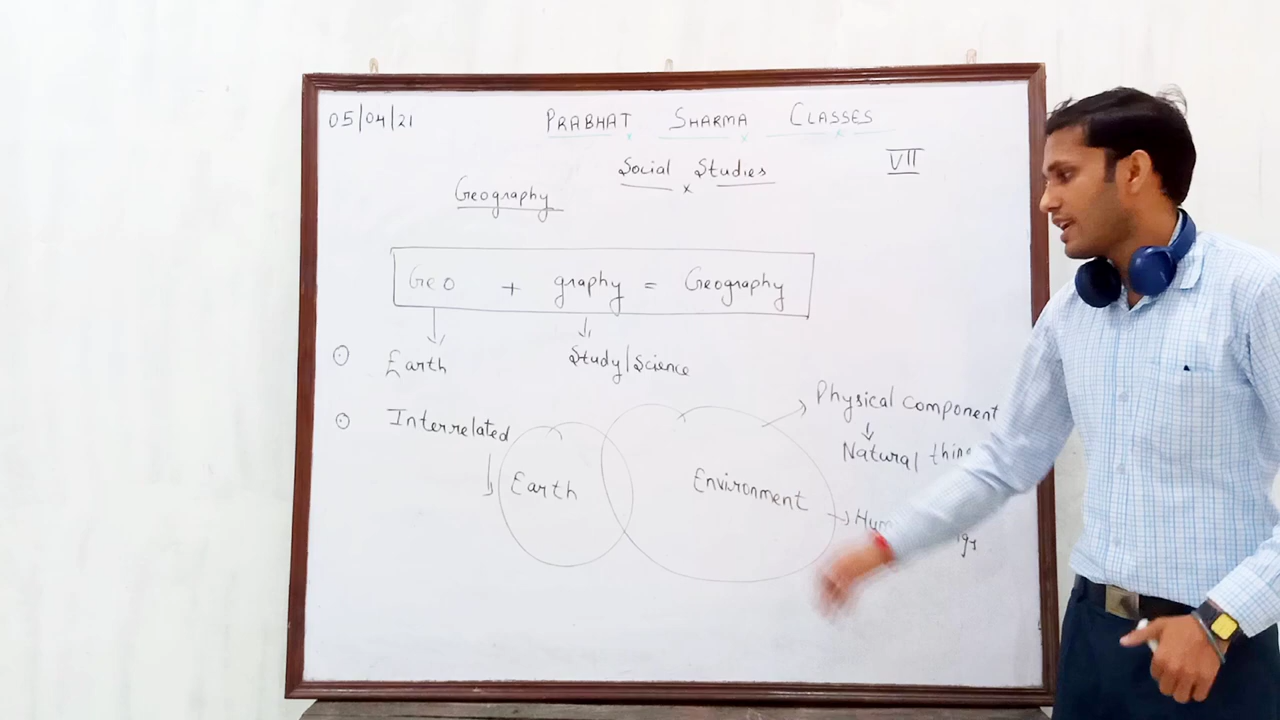 05/04/21
PRABHAT SHARMA CLASSES
Social Studies
VII
Geography
Geo + graphy = Geography
Earth
Study/Science
Physical component
Interrelated
Natural
Earth
Environment